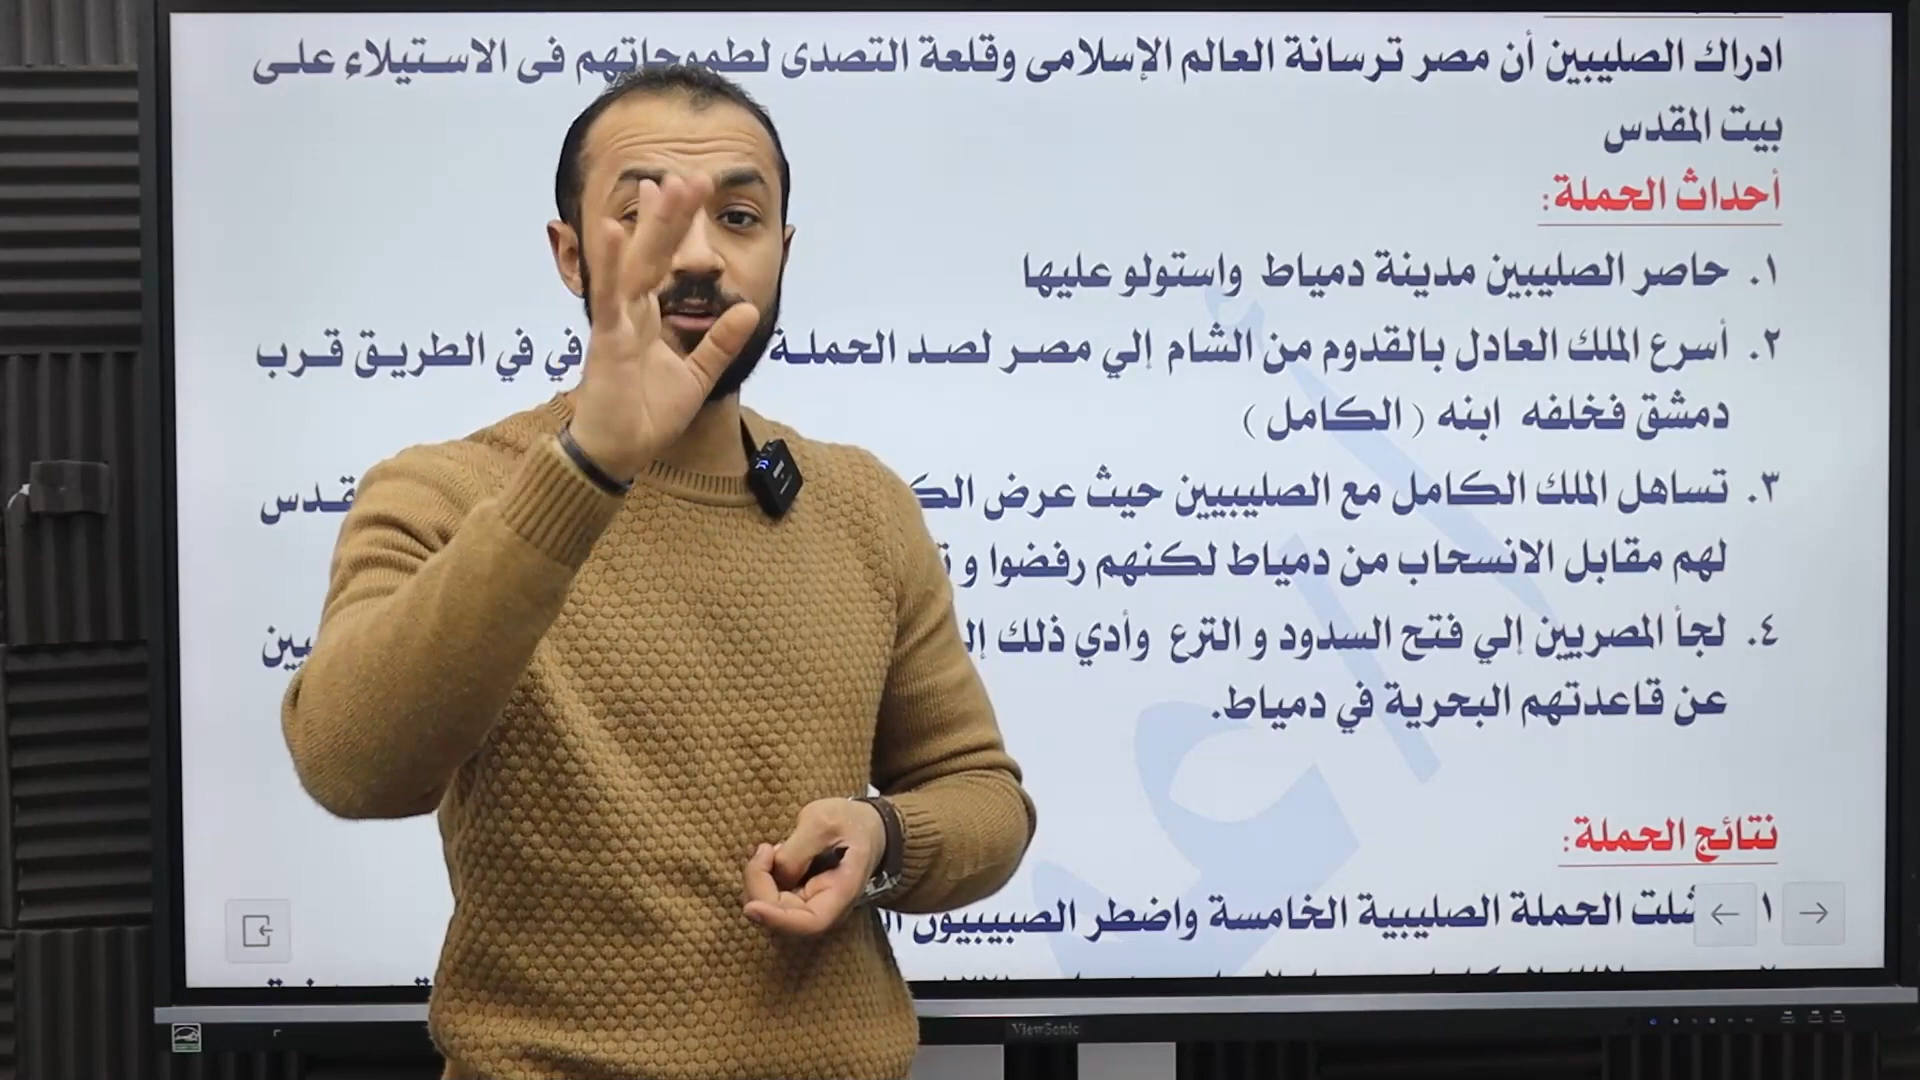 ادراك الصليبين أن مصر ترسانة العالم الإسلامى وقلعة التصدى لطموحاتهم فى الاستيلاء على
بيت المقدس
أحداث الحملة:
١. حاصر الصليبين مدينة دمياط واستولو عليها
٢. أسرع الملك العادل بالقدوم من الشام إلي مصر لصد الحملة في الطريق قرب
دمشق فخلفه ابنه ( الكامل )
٣. تساهل الملك الكامل مع الصليبيين حيث عرض
لهم مقابل الانسحاب من دمياط لكنهم رفضوا و
٤. لجأ المصريين إلي فتح السدود و الترع وأدي ذلك
عن قاعدتهم البحرية في دمياط.
نتائج الحملة:
١ الحملة الصليبية الخامسة واضطر الصبيبيون
ViewSonic